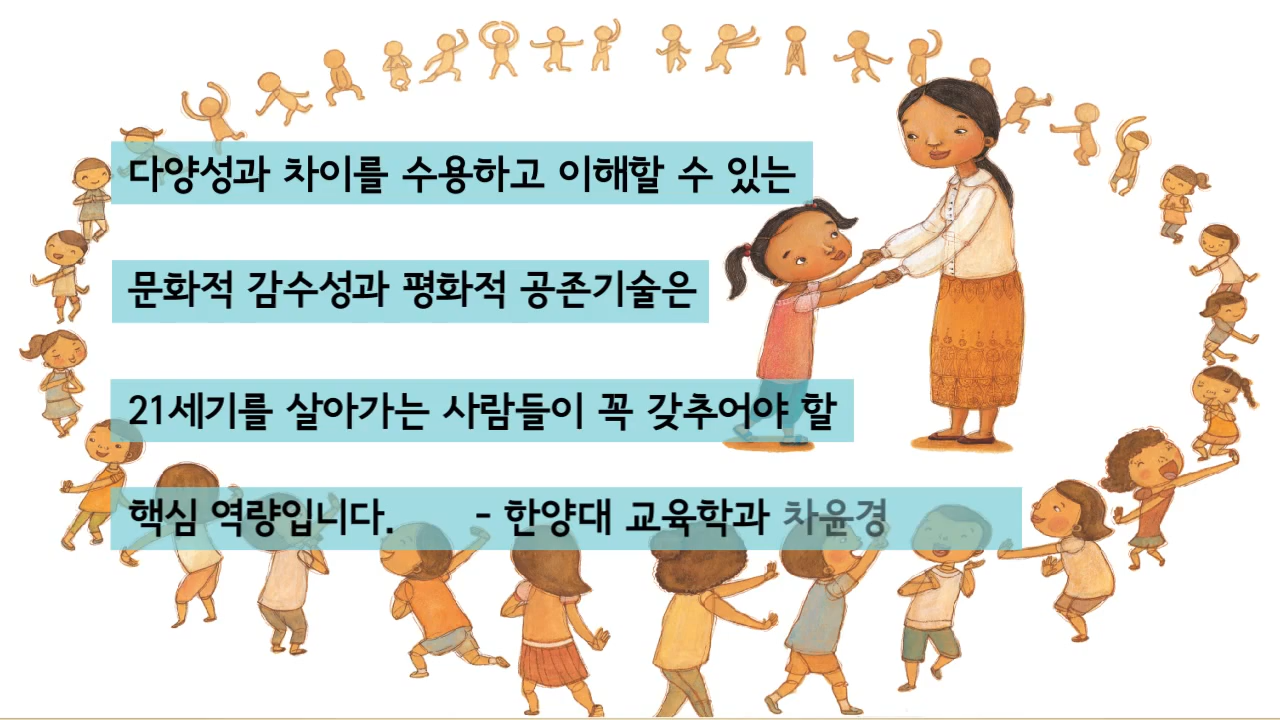 다양성과 차이를 수용하고 이해할 수 있는
문화적 감수성과 평화적 공존기술은
21세기를 살아가는 사람들이 꼭 갖추어야 할
핵심 역량입니다. - 한양대 교육학과 차윤경